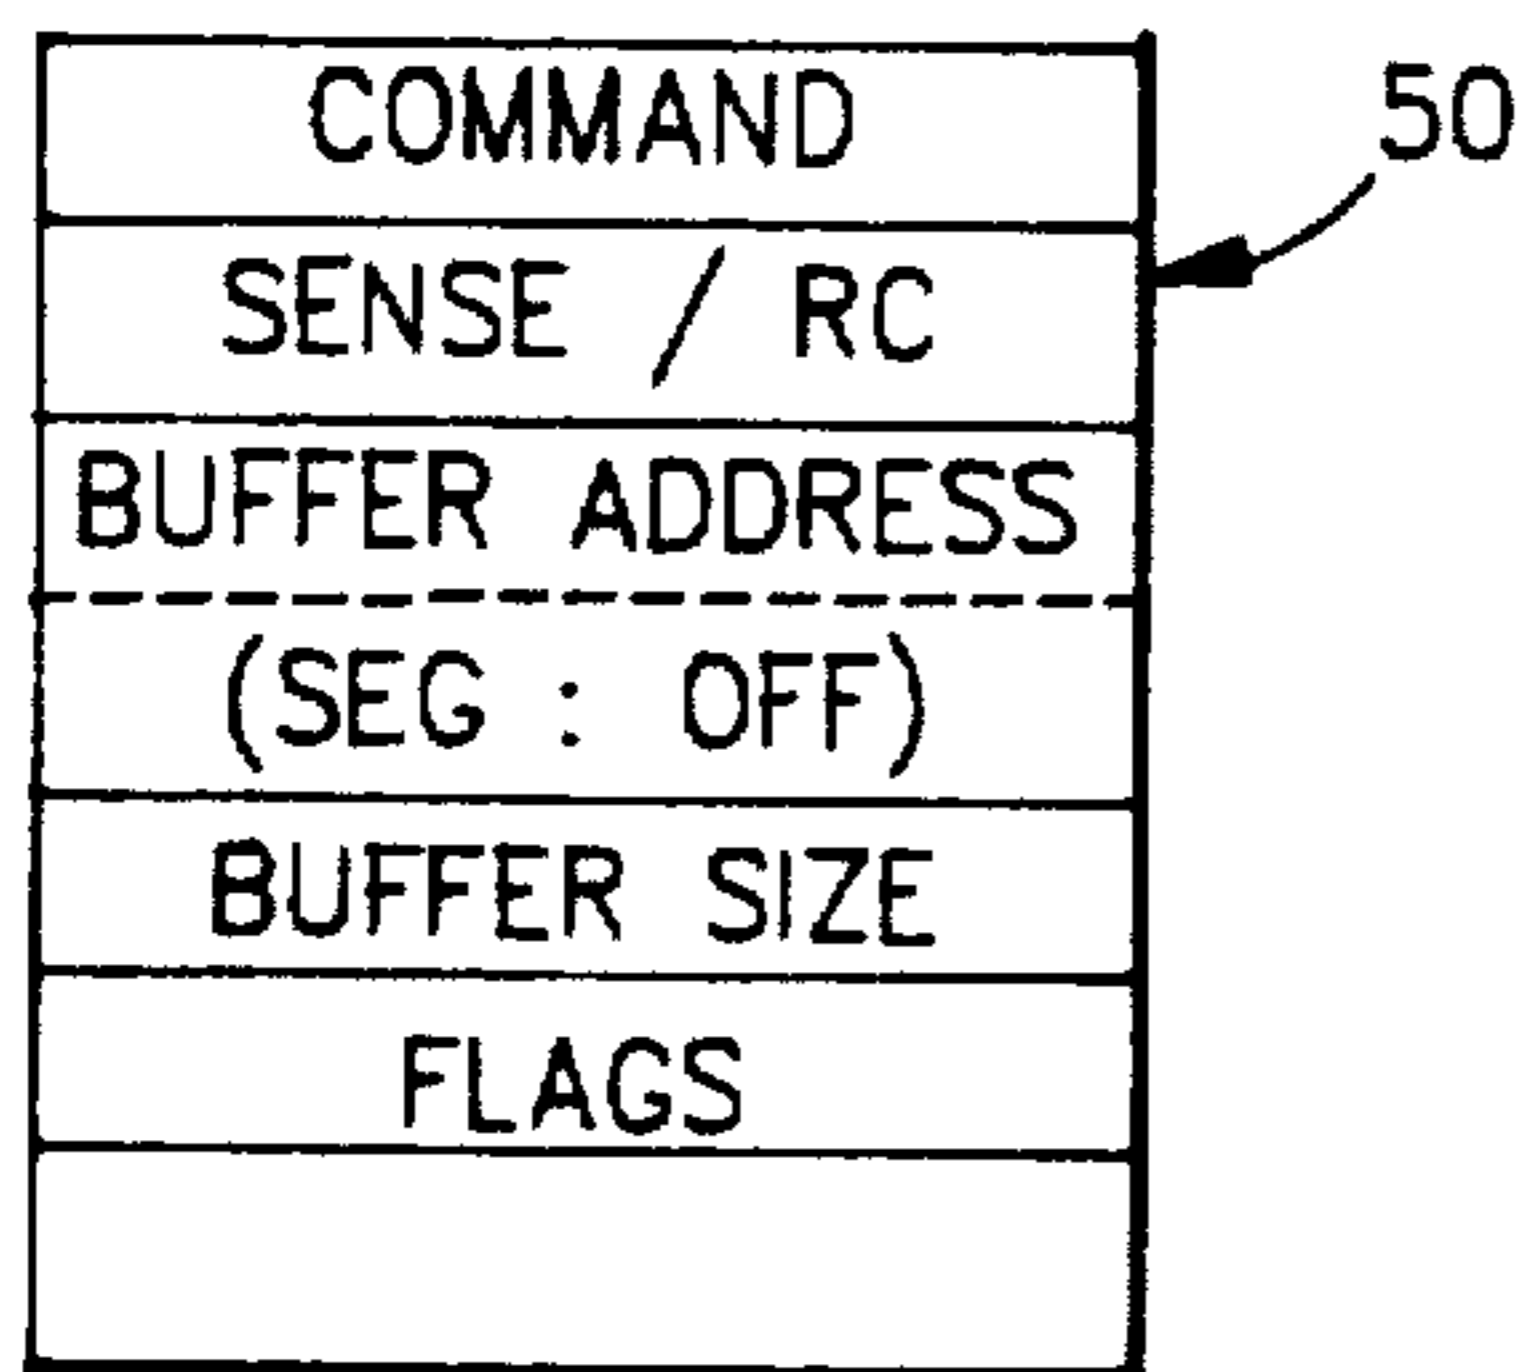 COMMAND
50
SENSE / RC
BUFFER ADDRESS
(SEG : OFF)
BUFFER SIZE
FLAGS